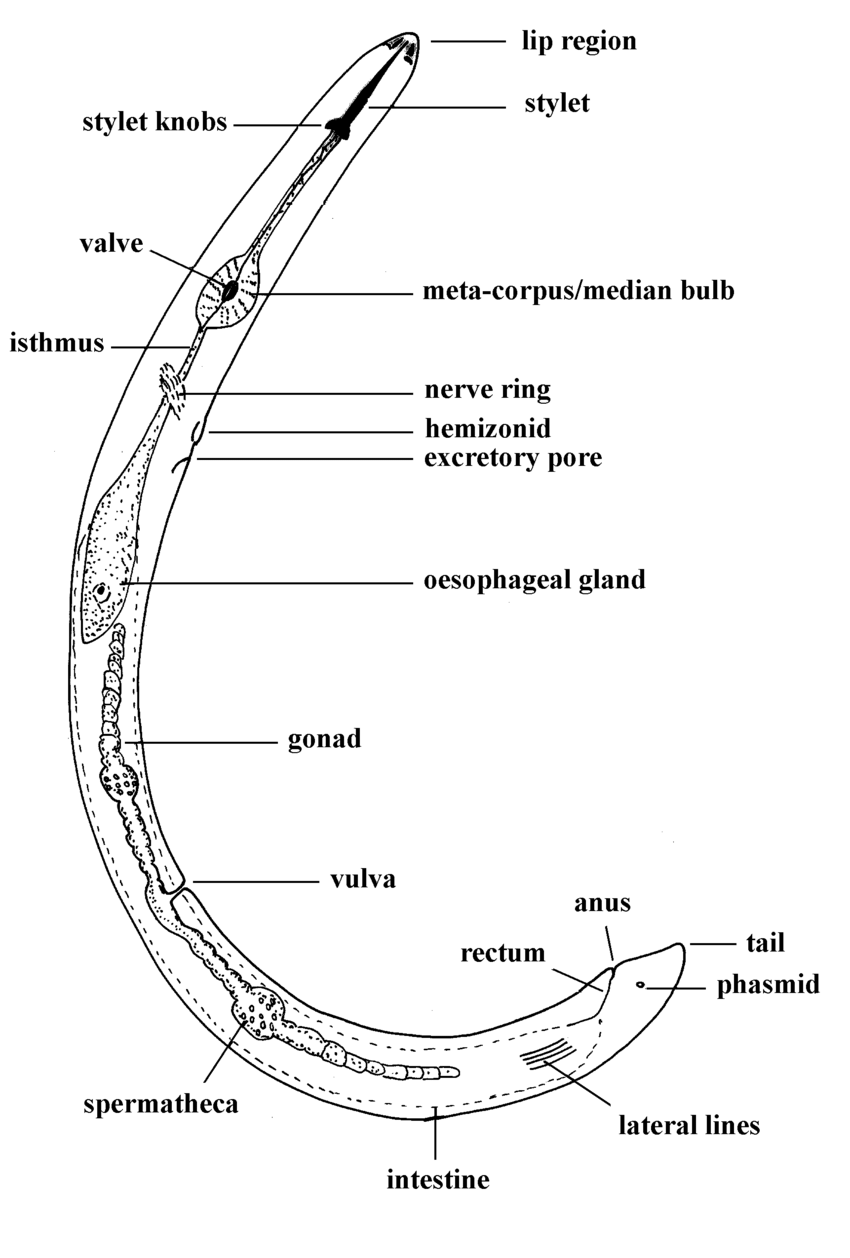 lip region
stylet
stylet knobs
valve
meta-corpus/median bulb
isthmus
nerve ring
hemizonid
excretory pore
oesophageal gland
gonad
vulva
anus
tail
rectum
phasmid
spermatheca
lateral lines
intestine